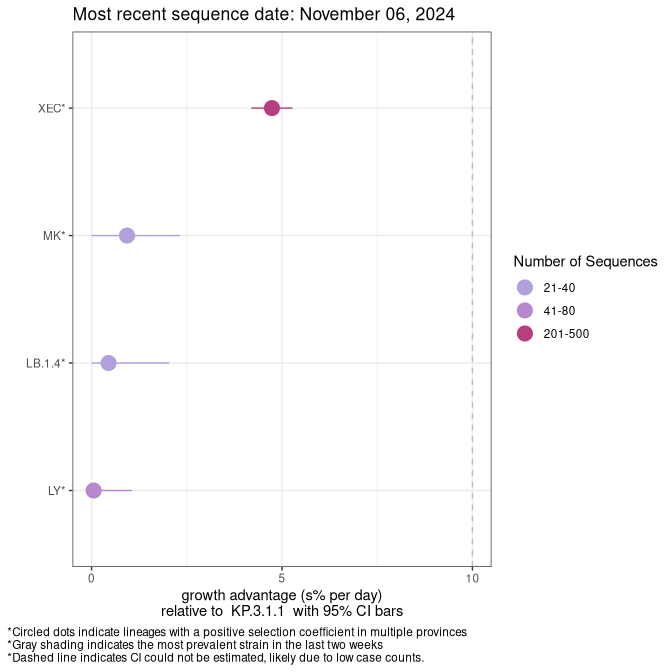 Most recent sequence date: November 06, 2024
XEC*
MK*
LB.1.4*
LY*
0 5 10
growth advantage (s% per day)
relative to KP.3.1.1 with 95% CI bars
Number of Sequences
21-40
41-80
201-500
*Circled dots indicate lineages with a positive selection coefficient in multiple provinces
*Gray shading indicates the most prevalent strain in the last two weeks
*Dashed line indicates CI could not be estimated, likely due to low case counts.